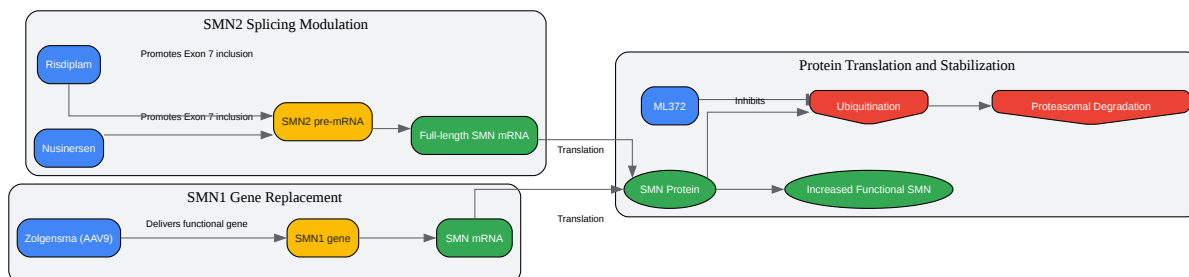 SMN2 Splicing Modulation
Risdiplam
Promotes Exon 7 inclusion
Promotes Exon 7 inclusion
SMN2 pre-mRNA
Nusinersen
Full-length SMN mRNA
Translation
SMN1 Gene Replacement
Zolgensma (AAV9)
Delivers functional gene
SMN1 gene
SMN mRNA
Translation
Protein Translation and Stabilization
ML372
Inhibits
Ubiquitination
Proteasomal Degradation
SMN Protein
Increased Functional SMN